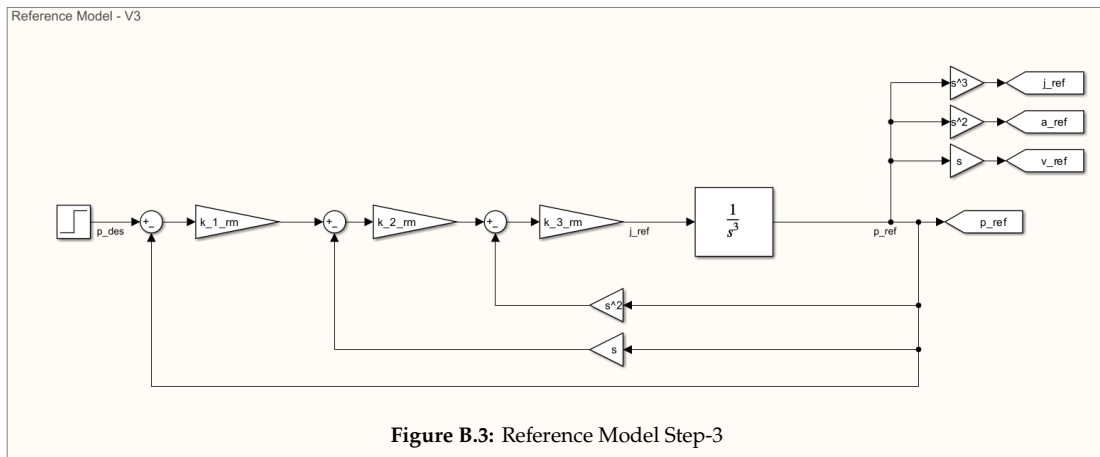 Reference Model - V3
s^3
j_ref
s^2
a_ref
s
v_ref
p_des
+
-
k_1_rm
+
-
k_2_rm
+
-
k_3_rm
j_ref
1
s³
p_ref
p_ref
s^2
s
Figure B.3: Reference Model Step-3